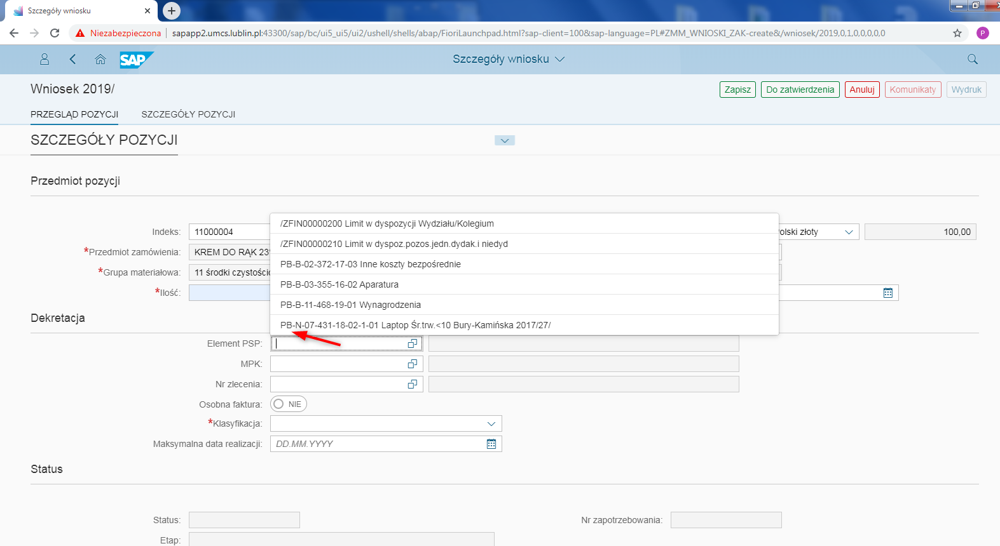 Szczegóły wniosku
Niezabezpieczona
sapapp2.umcs.lublin.pl:43300/sap/bc/ui5_ui5/ui2/ushell/shells/abap/FioriLaunchpad.html?sap-client=100&sap-language=PL#ZMM_WNIOSKI_ZAK-create&/wniosek/2019,0,1,0,0,0,0,0
P
SAP
Szczegóły wniosku
Wniosek 2019/
Zapisz
Do zatwierdzenia
Anuluj
Komunikaty
Wydruk
PRZEGLĄD POZYCJI
SZCZEGÓŁY POZYCJI
SZCZEGÓŁY POZYCJI
Przedmiot pozycji
Indeks: 11000004
olski złoty
100,00
*Przedmiot zamówienia: KREM DO RĄK
*Grupa materiałowa: 11 środki
*Ilość:
/ZFIN00000200 Limit w dyspozycji Wydziału/Kolegium
/ZFIN00000210 Limit w dyspoz.pozos.jedn.dydak.i niedyd
PB-B-02-372-17-03 Inne koszty bezpośrednie
PB-B-03-355-16-02 Aparatura
PB-B-11-468-19-01 Wynagrodzenia
PB-N-07-431-18-02-1-01 Laptop Śr.trw.<10 Bury-Kamińska 2017/27/
Dekretacja
Element PSP:
MPK:
Nr zlecenia:
Osobna faktura: NIE
*Klasyfikacja:
Maksymalna data realizacji: DD.MM.YYYY
Status
Status:
Nr zapotrzebowania:
Etap: